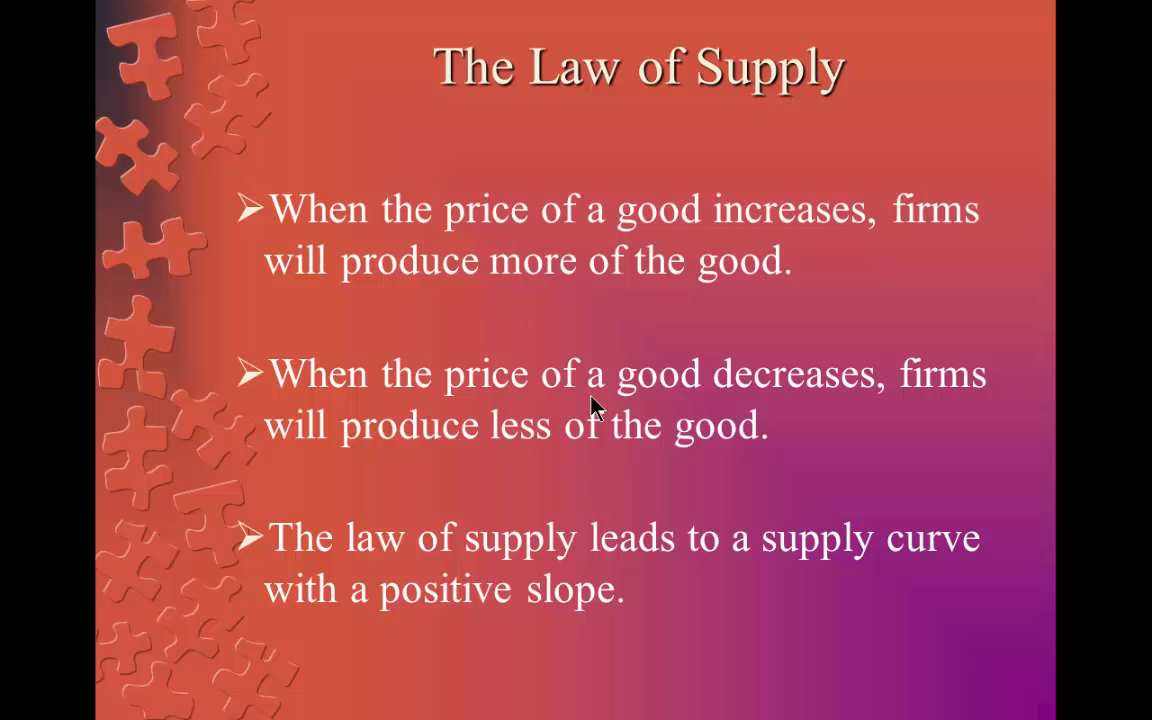 The Law of Supply
When the price of a good increases, firms
will produce more of the good.
When the price of a good decreases, firms
will produce less of the good.
The law of supply leads to a supply curve
with a positive slope.